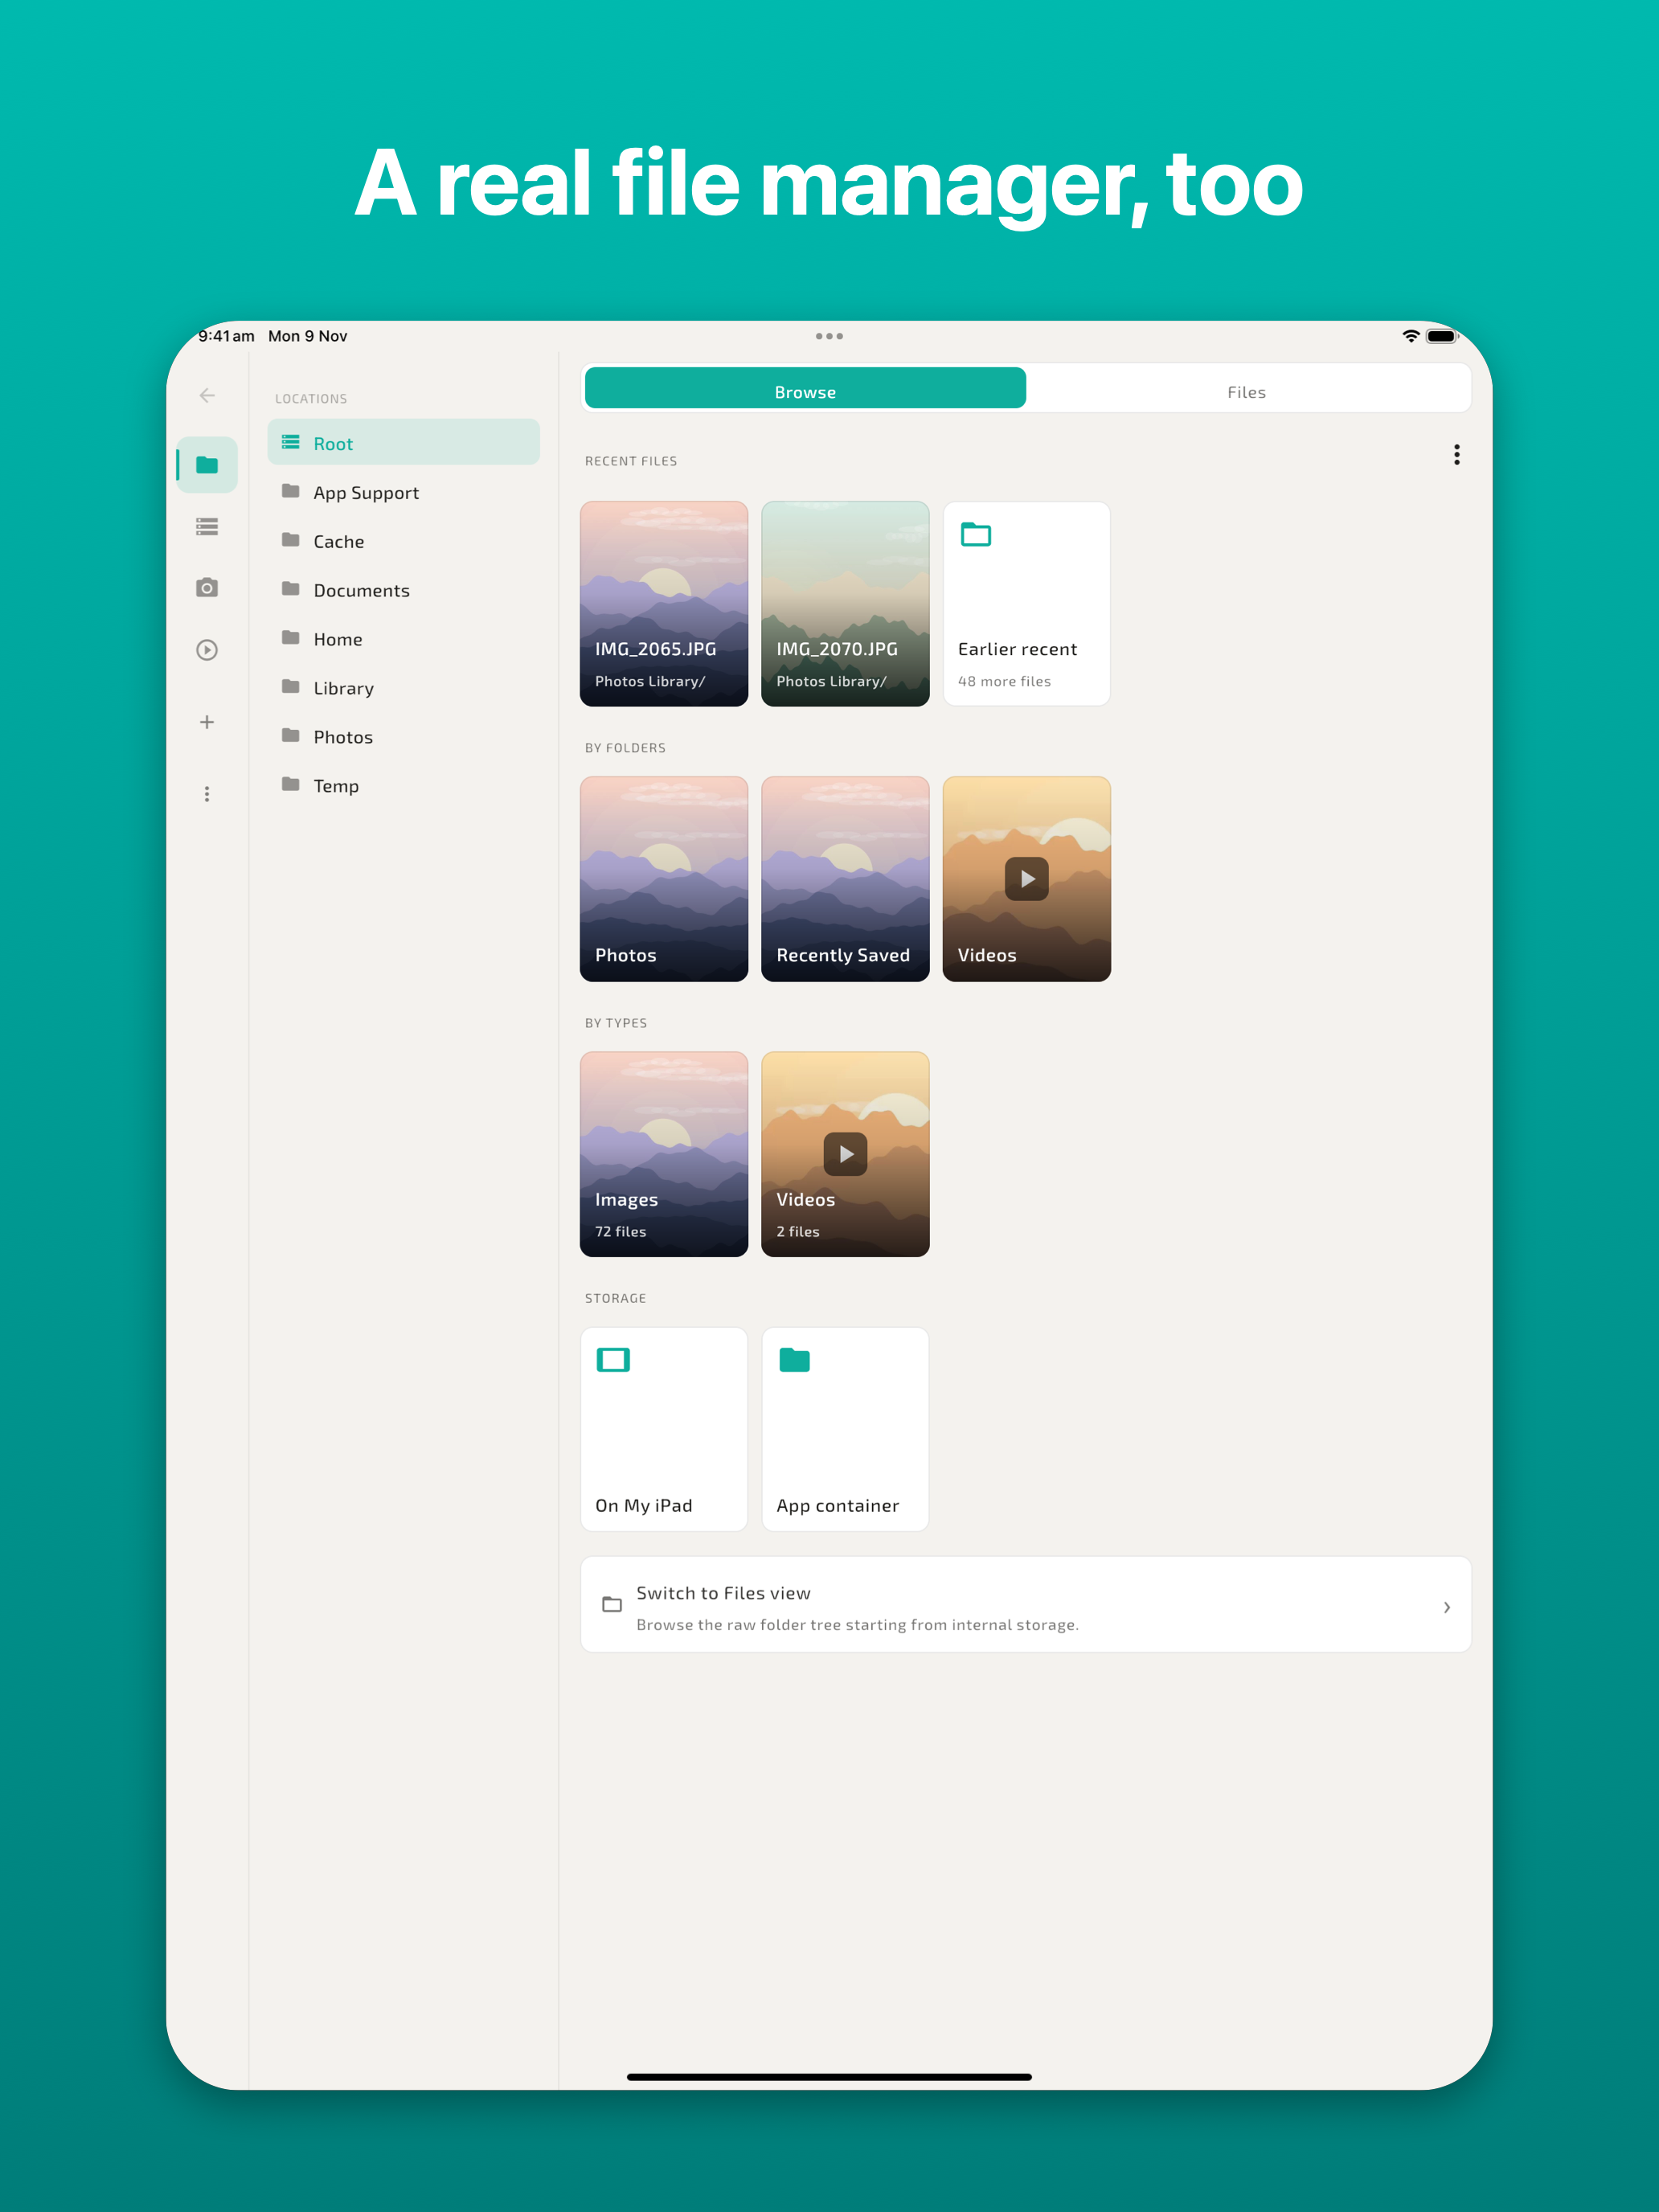 A real file manager, too
9:41 am Mon 9 Nov
LOCATIONS
Root
App Support
Cache
Documents
Home
Library
Photos
Temp
Browse
Files
RECENT FILES
IMG_2065.JPG
Photos Library/
IMG_2070.JPG
Photos Library/
Earlier recent
48 more files
BY FOLDERS
Photos
Recently Saved
Videos
BY TYPES
Images
72 files
Videos
2 files
STORAGE
On My iPad
App container
Switch to Files view
Browse the raw folder tree starting from internal storage.